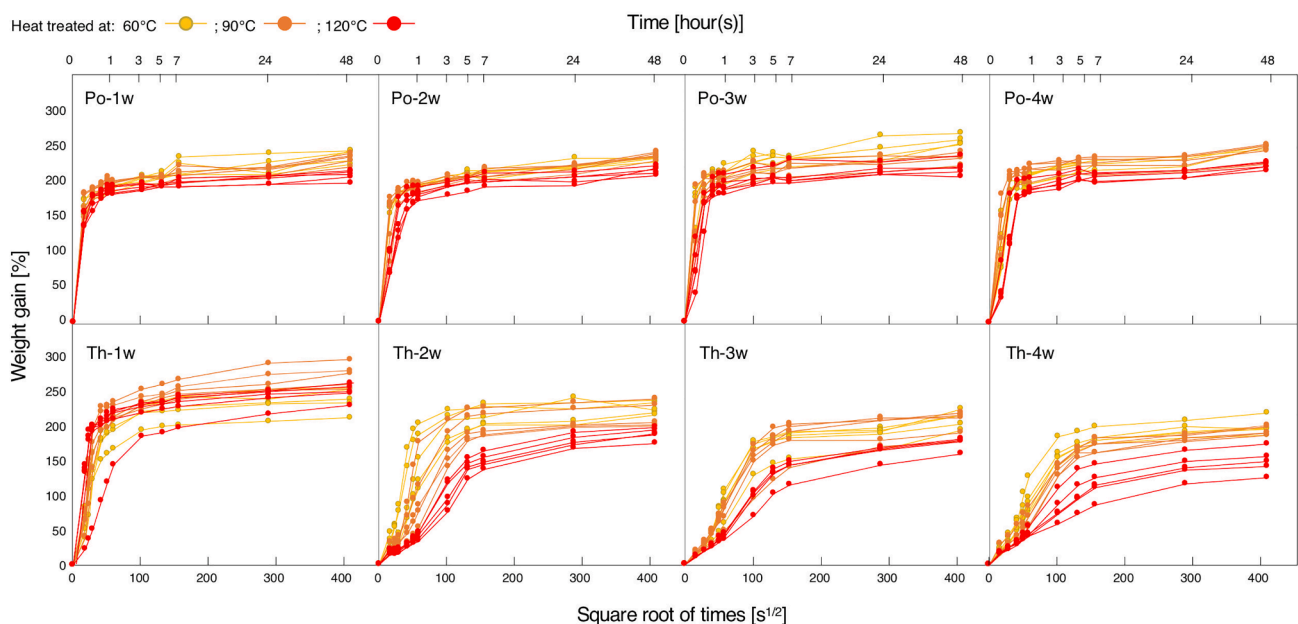 Time [hour(s)]
Heat treated at: 60°C ; 90°C ; 120°C
0 1 3 5 7 24 48 0 1 3 5 7 24 48 0 1 3 5 7 24 48 0 1 3 5 7 24 48
Po-1w Po-2w Po-3w Po-4w
300
250
200
150
100
50
0
Weight gain [%]
Th-1w Th-2w Th-3w Th-4w
300
250
200
150
100
50
0
0 100 200 300 400 0 100 200 300 400 0 100 200 300 400 0 100 200 300 400
Square root of times [s1/2]